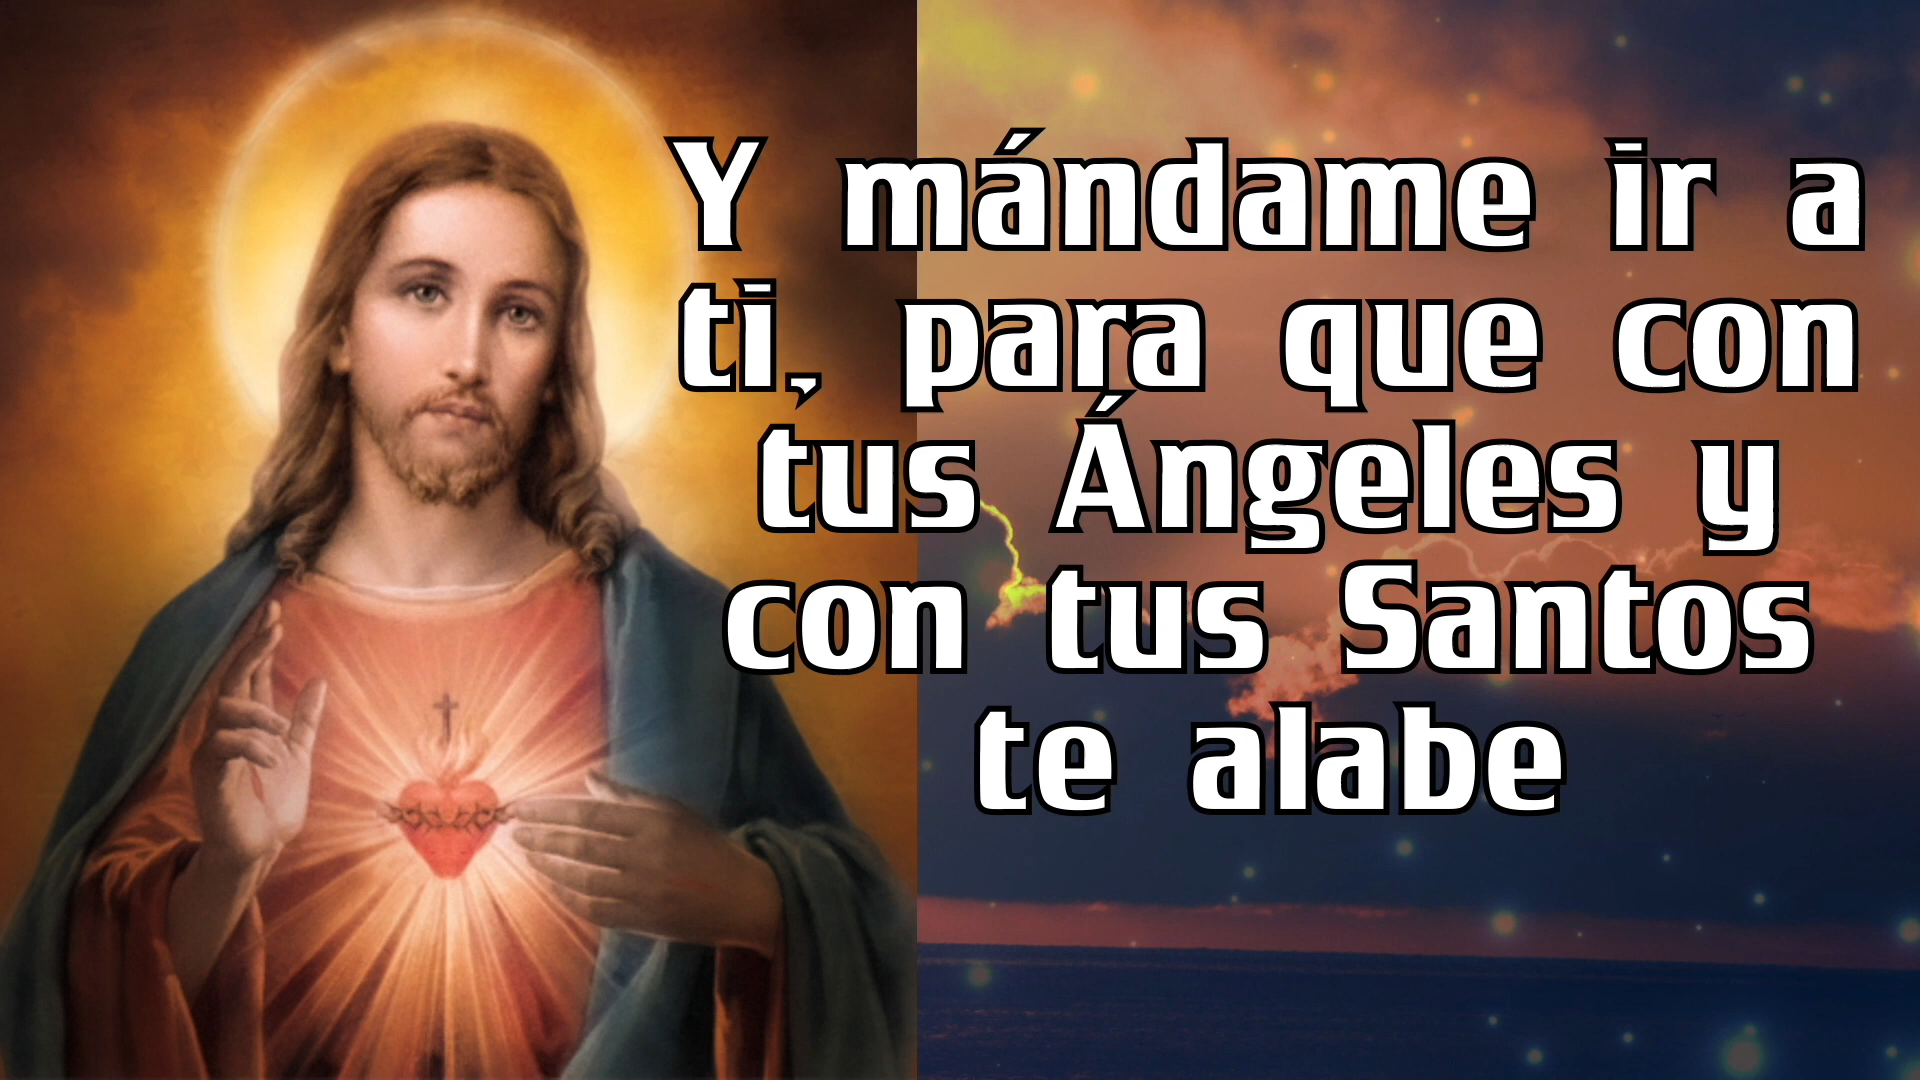 Y mándame ir a
ti, para que con
tus Ángeles y
con tus Santos
te alabe